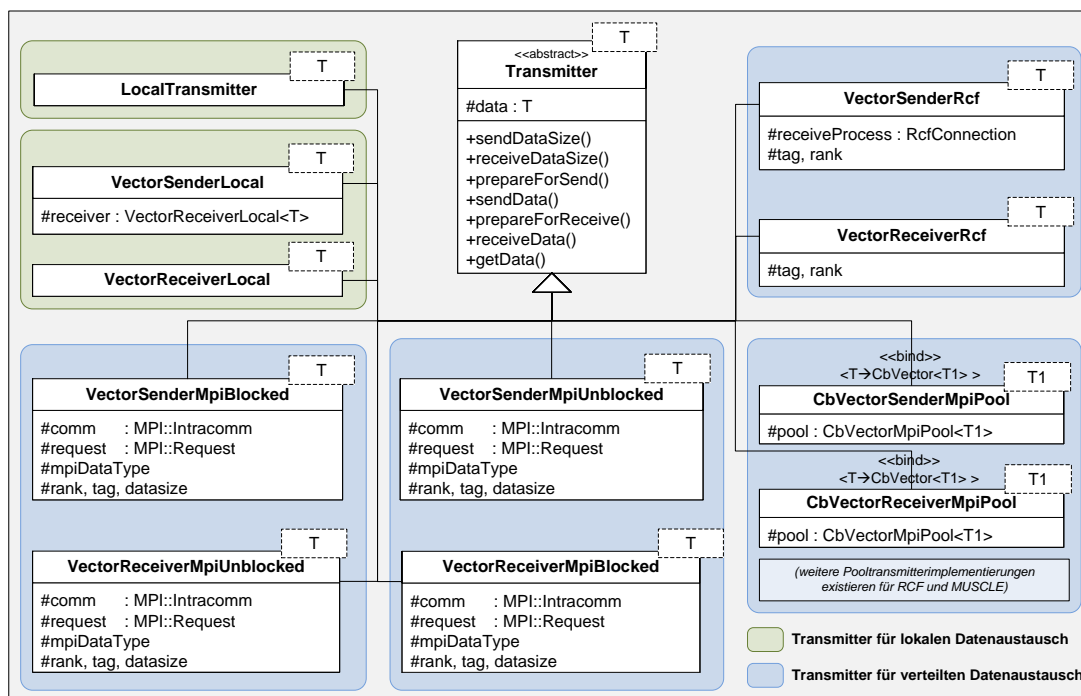 T
LocalTransmitter
T
VectorSenderLocal
#receiver : VectorReceiverLocal<T>
T
VectorReceiverLocal
T
<<abstract>>
Transmitter
#data : T
+sendDataSize()
+receiveDataSize()
+prepareForSend()
+sendData()
+prepareForReceive()
+receiveData()
+getData()
T
VectorSenderRcf
#receiveProcess : RcfConnection
#tag, rank
T
VectorReceiverRcf
#tag, rank
T
VectorSenderMpiBlocked
#comm : MPI::Intracomm
#request : MPI::Request
#mpiDataType
#rank, tag, datasize
T
VectorSenderMpiUnblocked
#comm : MPI::Intracomm
#request : MPI::Request
#mpiDataType
#rank, tag, datasize
<<bind>>
<T→CbVector<T1> >
T1
CbVectorSenderMpiPool
#pool : CbVectorMpiPool<T1>
<<bind>>
<T→CbVector<T1> >
T1
CbVectorReceiverMpiPool
#pool : CbVectorMpiPool<T1>
(weitere Pooltransmitterimplementierungen
existieren für RCF und MUSCLE)
T
VectorReceiverMpiUnblocked
#comm : MPI::Intracomm
#request : MPI::Request
#mpiDataType
#rank, tag, datasize
T
VectorReceiverMpiBlocked
#comm : MPI::Intracomm
#request : MPI::Request
#mpiDataType
#rank, tag, datasize
Transmitter für lokalen Datenaustausch
Transmitter für verteilten Datenaustausch